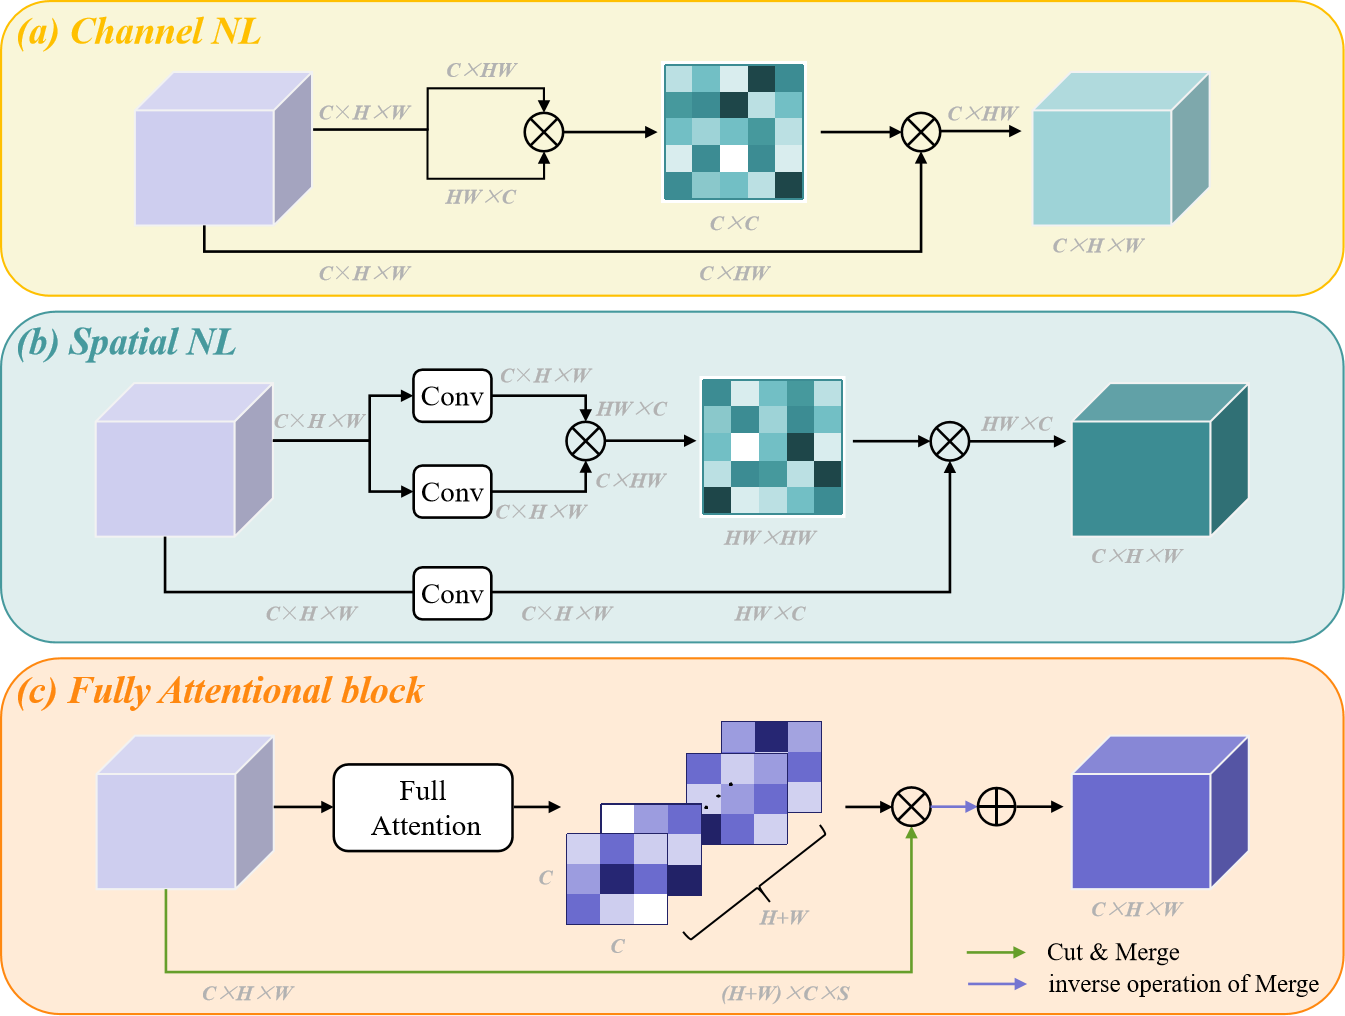 (a) Channel NL
C×HW
C×H×W
C×HW
HW×C
C×C
C×H×W
C×H×W
C×HW
(b) Spatial NL
C×H×W
Conv
HW×C
C×H×W
HW×C
C×HW
Conv
C×H×W
HW×HW
C×H×W
Conv
C×H×W
C×H×W
HW×C
(c) Fully Attentional block
Full
Attention
C
H+W
C×H×W
C
Cut & Merge
inverse operation of Merge
C×H×W
(H+W)×C×S